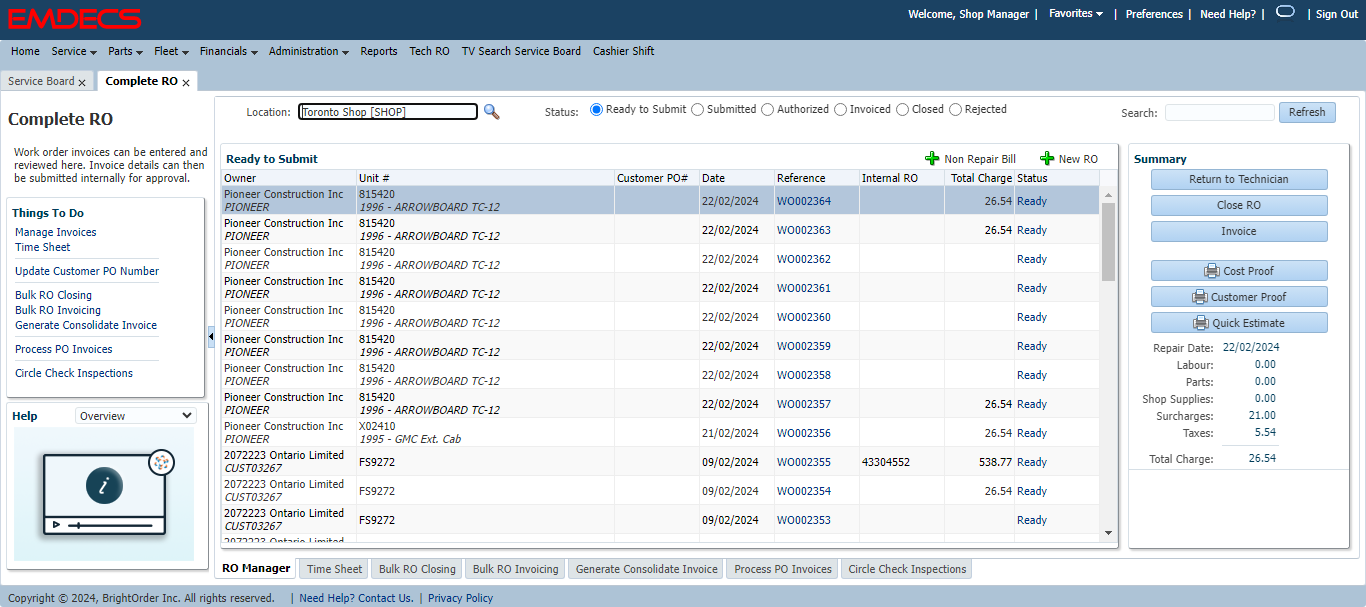 EMDECS
Welcome, Shop Manager | Favorites | Preferences | Need Help? | | Sign Out
Home Service Parts Fleet Financials Administration Reports Tech RO TV Search Service Board Cashier Shift
Service Board x Complete RO x
Complete RO
Work order invoices can be entered and
reviewed here. Invoice details can then
be submitted internally for approval.
Things To Do
Manage Invoices
Time Sheet
Update Customer PO Number
Bulk RO Closing
Bulk RO Invoicing
Generate Consolidate Invoice
Process PO Invoices
Circle Check Inspections
Help Overview
i
Location: Toronto Shop [SHOP] Status: Ready to Submit Submitted Authorized Invoiced Closed Rejected Search: Refresh
Ready to Submit Non Repair Bill New RO
Owner Unit # Customer PO# Date Reference Internal RO Total Charge Status
Pioneer Construction Inc 815420
PIONEER 1996 - ARROWBOARD TC-12 22/02/2024 WO002364 26.54 Ready
Pioneer Construction Inc 815420
PIONEER 1996 - ARROWBOARD TC-12 22/02/2024 WO002363 26.54 Ready
Pioneer Construction Inc 815420
PIONEER 1996 - ARROWBOARD TC-12 22/02/2024 WO002362 Ready
Pioneer Construction Inc 815420
PIONEER 1996 - ARROWBOARD TC-12 22/02/2024 WO002361 Ready
Pioneer Construction Inc 815420
PIONEER 1996 - ARROWBOARD TC-12 22/02/2024 WO002360 Ready
Pioneer Construction Inc 815420
PIONEER 1996 - ARROWBOARD TC-12 22/02/2024 WO002359 Ready
Pioneer Construction Inc 815420
PIONEER 1996 - ARROWBOARD TC-12 22/02/2024 WO002358 Ready
Pioneer Construction Inc 815420
PIONEER 1996 - ARROWBOARD TC-12 22/02/2024 WO002357 26.54 Ready
Pioneer Construction Inc X02410
PIONEER 1995 - GMC Ext. Cab 21/02/2024 WO002356 26.54 Ready
2072223 Ontario Limited
CUST03267 FS9272 09/02/2024 WO002355 43304552 538.77 Ready
2072223 Ontario Limited
CUST03267 FS9272 09/02/2024 WO002354 26.54 Ready
2072223 Ontario Limited
CUST03267 FS9272 09/02/2024 WO002353 Ready
2072223 Ontario Limited
Summary
Return to Technician
Close RO
Invoice
Cost Proof
Customer Proof
Quick Estimate
Repair Date: 22/02/2024
Labour: 0.00
Parts: 0.00
Shop Supplies: 0.00
Surcharges: 21.00
Taxes: 5.54
Total Charge: 26.54
RO Manager Time Sheet Bulk RO Closing Bulk RO Invoicing Generate Consolidate Invoice Process PO Invoices Circle Check Inspections
Copyright © 2024, BrightOrder Inc. All rights reserved. | Need Help? Contact Us. | Privacy Policy